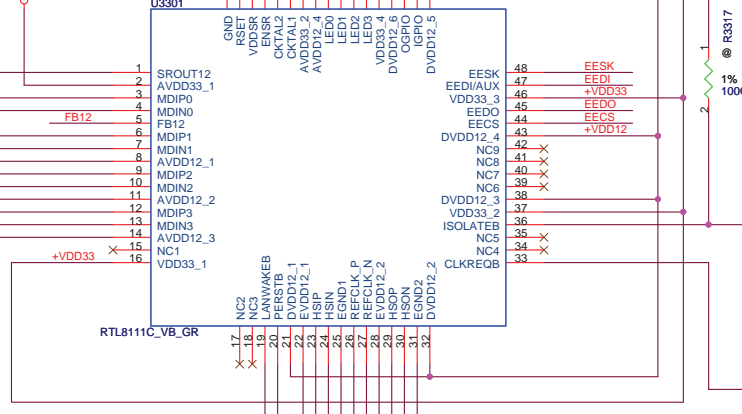 U3301
GND
RSET
VDDSR
ENSR
CKTAL2
CKTAL1
AVDD33_2
AVDD12_4
LED0
LED1
LED2
LED3
VDD33_4
DVDD12_6
OGPIO
IGPIO
DVDD12_5
1 SROUT12
2 AVDD33_1
3 MDIP0
4 MDIN0
FB12 5 FB12
6 MDIP1
7 MDIN1
8 AVDD12_1
9 MDIP2
10 MDIN2
11 AVDD12_2
12 MDIP3
13 MDIN3
14 AVDD12_3
15 NC1
+VDD33 16 VDD33_1
EESK 48 EESK
EEDI/AUX 47 EEDI
VDD33_3 46 +VDD33
EEDO 45 EEDO
EECS 44 EECS
DVDD12_4 43 +VDD12
NC9 42
NC8 41
NC7 40
NC6 39
DVDD12_3 38
VDD33_2 37
ISOLATEB 36
NC5 35
NC4 34
CLKREQB 33
1
2
@ R3317
1%
NC2 17
NC3 18
LANWAKEB 19
PERSTB 20
DVDD12_1 21
EVDD12_1 22
HSIP 23
HSIN 24
EGND1 25
REFCLK_P 26
REFCLK_N 27
EVDD12_2 28
HSOP 29
HSON 30
EGND2 31
DVDD12_2 32
RTL8111C_VB_GR